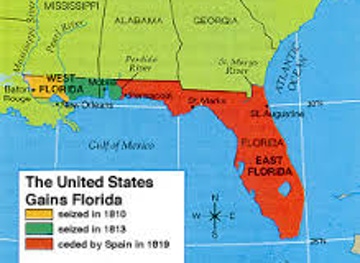 MISSISSIPPI
ALABAMA
GEORGIA
Mississippi River
Pearl River
Perdido
River
St. Marys
River
ATLANTIC
OCEAN
WEST
FLORIDA
Mobile
Baton
Rouge
New Orleans
Pensacola
St. Marks
St. Augustine
30°N
Gulf of Mexico
FLORIDA
EAST
FLORIDA
The United States
Gains Florida
seized in 1810
seized in 1813
ceded by Spain in 1819
N
W
E
S
25°N